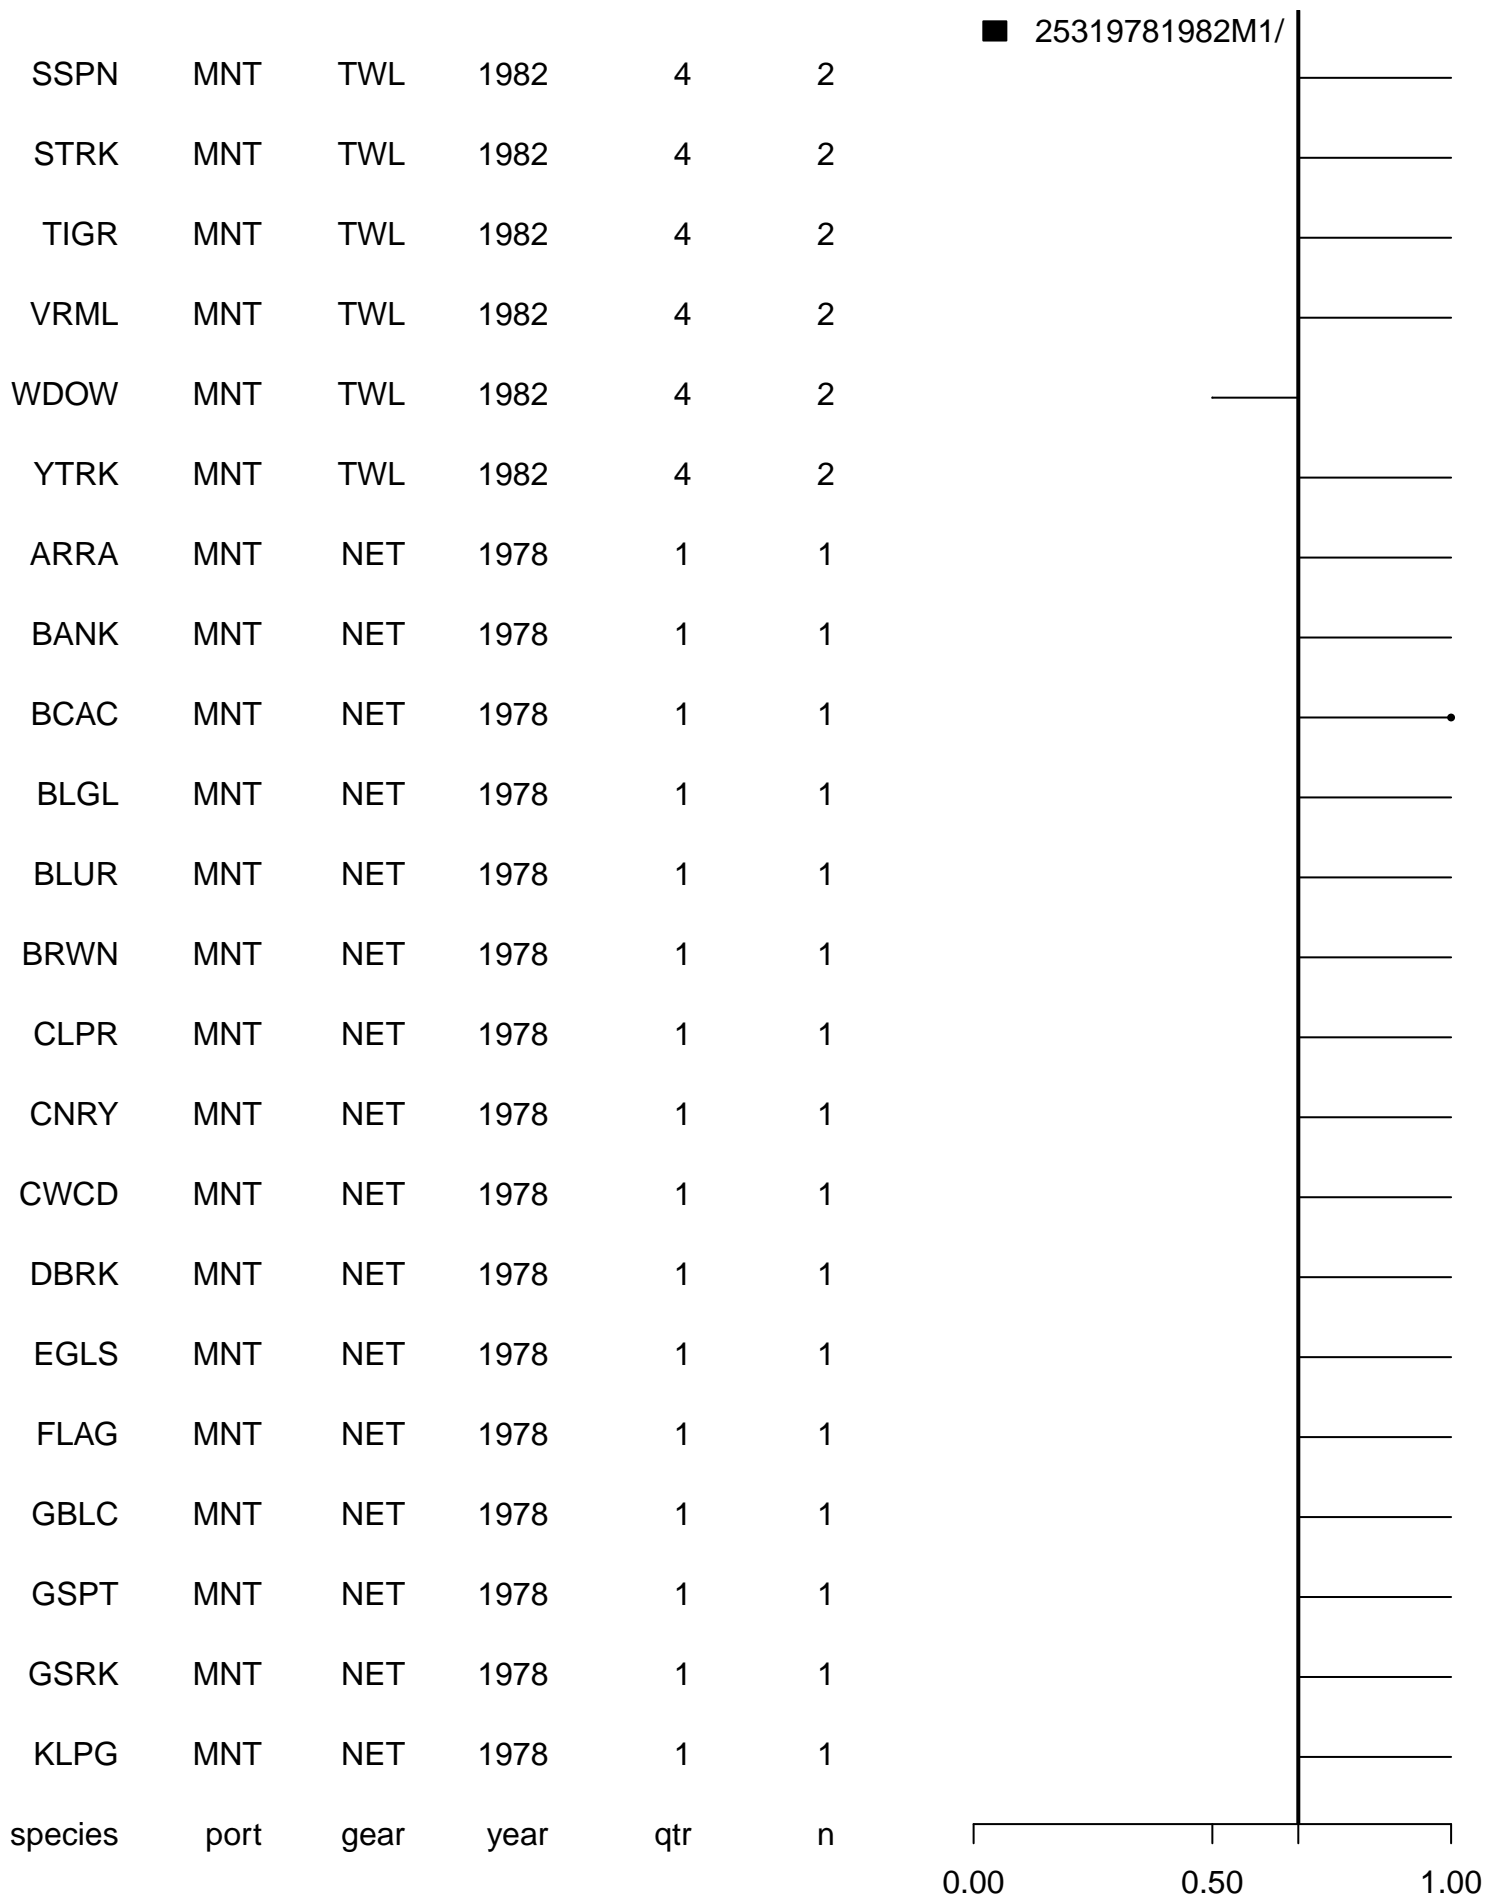 25319781982M1/
SSPN MNT TWL 1982 4 2
STRK MNT TWL 1982 4 2
TIGR MNT TWL 1982 4 2
VRML MNT TWL 1982 4 2
WDOW MNT TWL 1982 4 2
YTRK MNT TWL 1982 4 2
ARRA MNT NET 1978 1 1
BANK MNT NET 1978 1 1
BCAC MNT NET 1978 1 1
BLGL MNT NET 1978 1 1
BLUR MNT NET 1978 1 1
BRWN MNT NET 1978 1 1
CLPR MNT NET 1978 1 1
CNRY MNT NET 1978 1 1
CWCD MNT NET 1978 1 1
DBRK MNT NET 1978 1 1
EGLS MNT NET 1978 1 1
FLAG MNT NET 1978 1 1
GBLC MNT NET 1978 1 1
GSPT MNT NET 1978 1 1
GSRK MNT NET 1978 1 1
KLPG MNT NET 1978 1 1
species port gear year qtr n
0.00 0.50 1.00